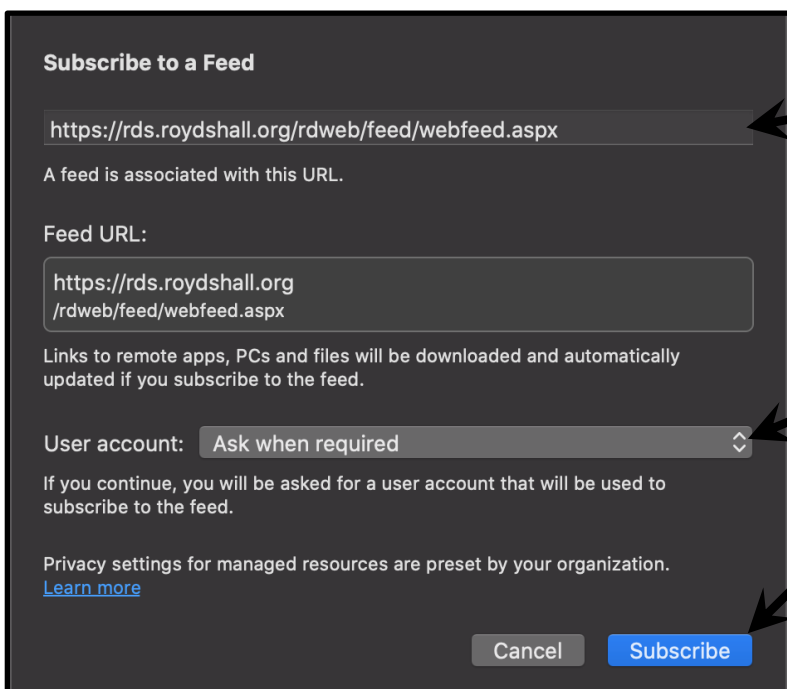 Subscribe to a Feed
https://rds.roydshall.org/rdweb/feed/webfeed.aspx
A feed is associated with this URL.
Feed URL:
https://rds.roydshall.org
/rdweb/feed/webfeed.aspx
Links to remote apps, PCs and files will be downloaded and automatically
updated if you subscribe to the feed.
User account: Ask when required
If you continue, you will be asked for a user account that will be used to
subscribe to the feed.
Privacy settings for managed resources are preset by your organization.
Learn more
Cancel Subscribe